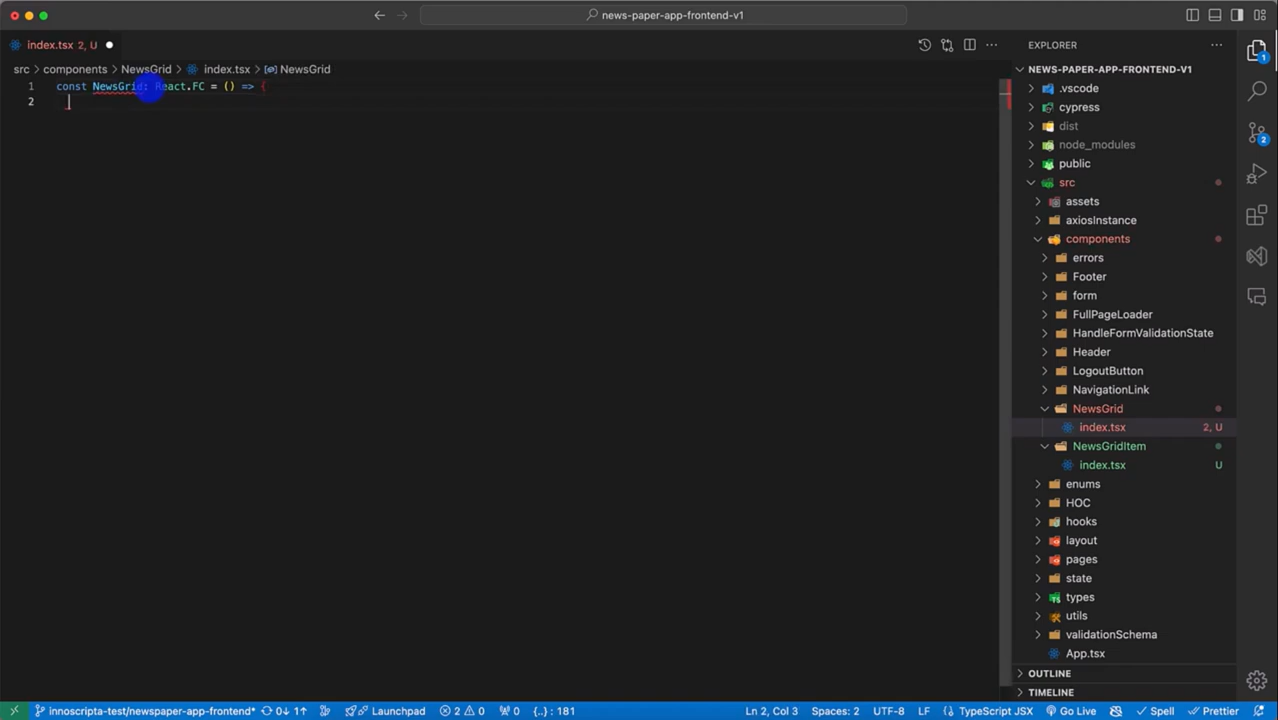 news-paper-app-frontend-v1
index.tsx 2, U
EXPLORER
src > components > NewsGrid > index.tsx > NewsGrid
NEWS-PAPER-APP-FRONTEND-V1
1 const NewsGrid: React.FC = () => {
2
.vscode
cypress
dist
node_modules
public
src
assets
axiosInstance
components
errors
Footer
form
FullPageLoader
HandleFormValidationState
Header
LogoutButton
NavigationLink
NewsGrid
index.tsx 2, U
NewsGridItem
index.tsx U
enums
HOC
hooks
layout
pages
state
types
utils
validationSchema
App.tsx
OUTLINE
TIMELINE
1
2
innoscripta-test/newspaper-app-frontend* 0↓ 1↑ Launchpad 2 0 0 {..} : 181 Ln 2, Col 3 Spaces: 2 UTF-8 LF {} TypeScript JSX Go Live Spell Prettier